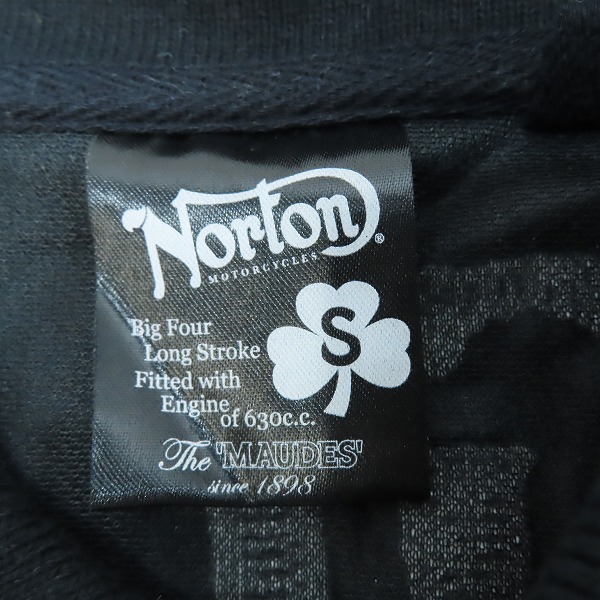 Norton®
MOTORCYCLES
S
Big Four
Long Stroke
Fitted with
Engine
of 630c.c.
The 'MAUDES'
since 1898